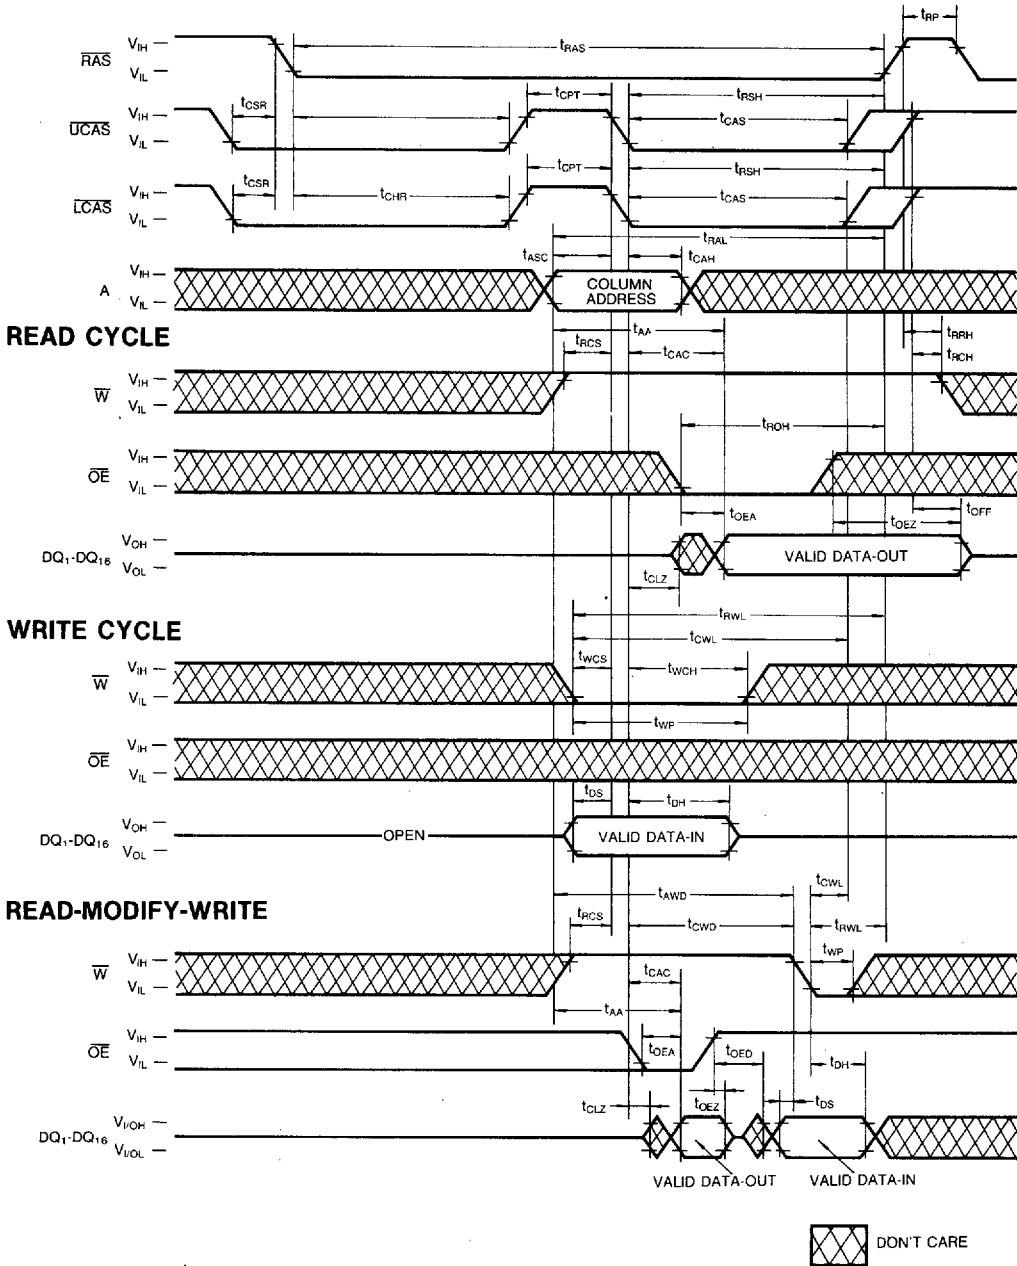 tRP
VIH
RAS
tRAS
VIL
tCSR tCPT tRSH
VIH
UCAS
tCAS
VIL
tCPT
tCSR tRSH
VIH
LCAS
tCHR tCAS
VIL
tRAL
tASC tCAH
VIH
A
COLUMN
ADDRESS
VIL
READ CYCLE
tAA tRRH
tRCS tCAC tRCH
VIH
W
VIL
tROH
VIH
OE
VIL
tOEA tOEZ tOFF
VOH
DQ1-DQ16
VALID DATA-OUT
VOL
tCLZ
tRWL
WRITE CYCLE
tCWL
tWCS tWCH
VIH
W
VIL
tWP
VIH
OE
VIL
tDS tDH
VOH
DQ1-DQ16 OPEN VALID DATA-IN
VOL
tAWD tCWL
READ-MODIFY-WRITE
tRCS tCWD tRWL
tWP
VIH
W
tCAC
VIL
tAA
VIH
OE
tOEA tOED tDH
VIL
tCLZ tOEZ tDS
VI/OH
DQ1-DQ16
VI/OL
VALID DATA-OUT VALID DATA-IN
DON'T CARE